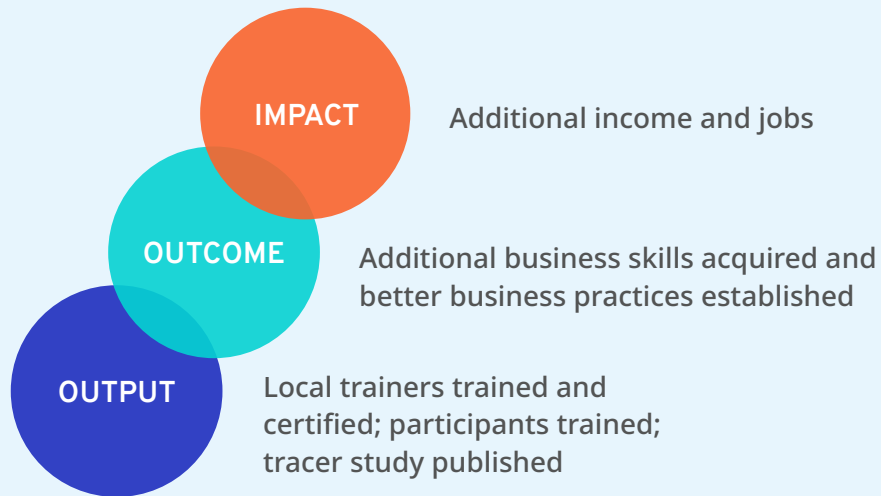 IMPACT
Additional income and jobs
OUTCOME
Additional business skills acquired and
better business practices established
OUTPUT
Local trainers trained and
certified; participants trained;
tracer study published